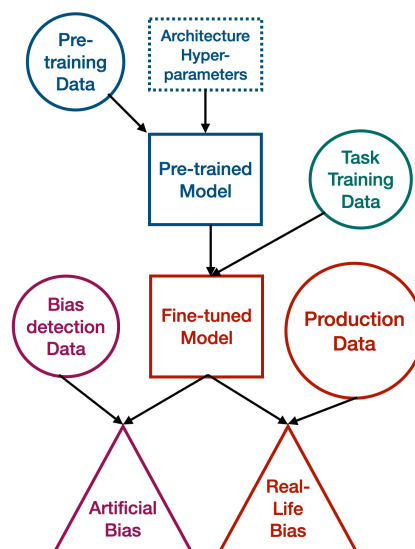 Pre-
training
Data
Architecture
Hyper-
parameters
Pre-trained
Model
Task
Training
Data
Bias
detection
Data
Fine-tuned
Model
Production
Data
Artificial
Bias
Real-
Life
Bias